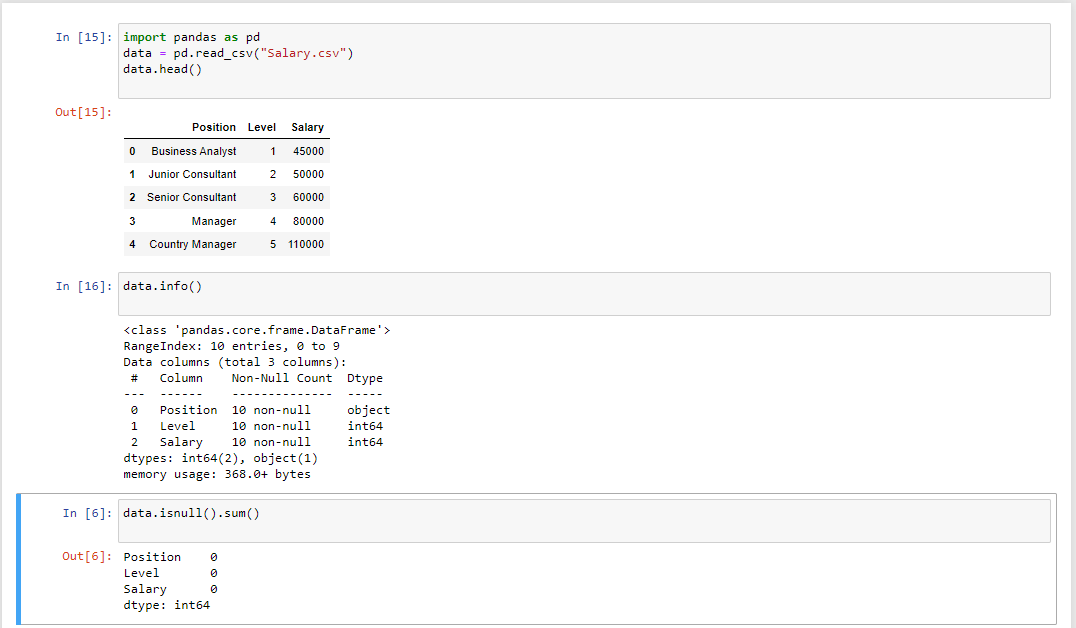 In [15]: import pandas as pd
data = pd.read_csv("Salary.csv")
data.head()
Out[15]:
Position Level Salary
0 Business Analyst 1 45000
1 Junior Consultant 2 50000
2 Senior Consultant 3 60000
3 Manager 4 80000
4 Country Manager 5 110000
In [16]: data.info()
<class 'pandas.core.frame.DataFrame'>
RangeIndex: 10 entries, 0 to 9
Data columns (total 3 columns):
# Column Non-Null Count Dtype
--- ------ -------------- -----
0 Position 10 non-null object
1 Level 10 non-null int64
2 Salary 10 non-null int64
dtypes: int64(2), object(1)
memory usage: 368.0+ bytes
In [6]: data.isnull().sum()
Out[6]: Position 0
Level 0
Salary 0
dtype: int64